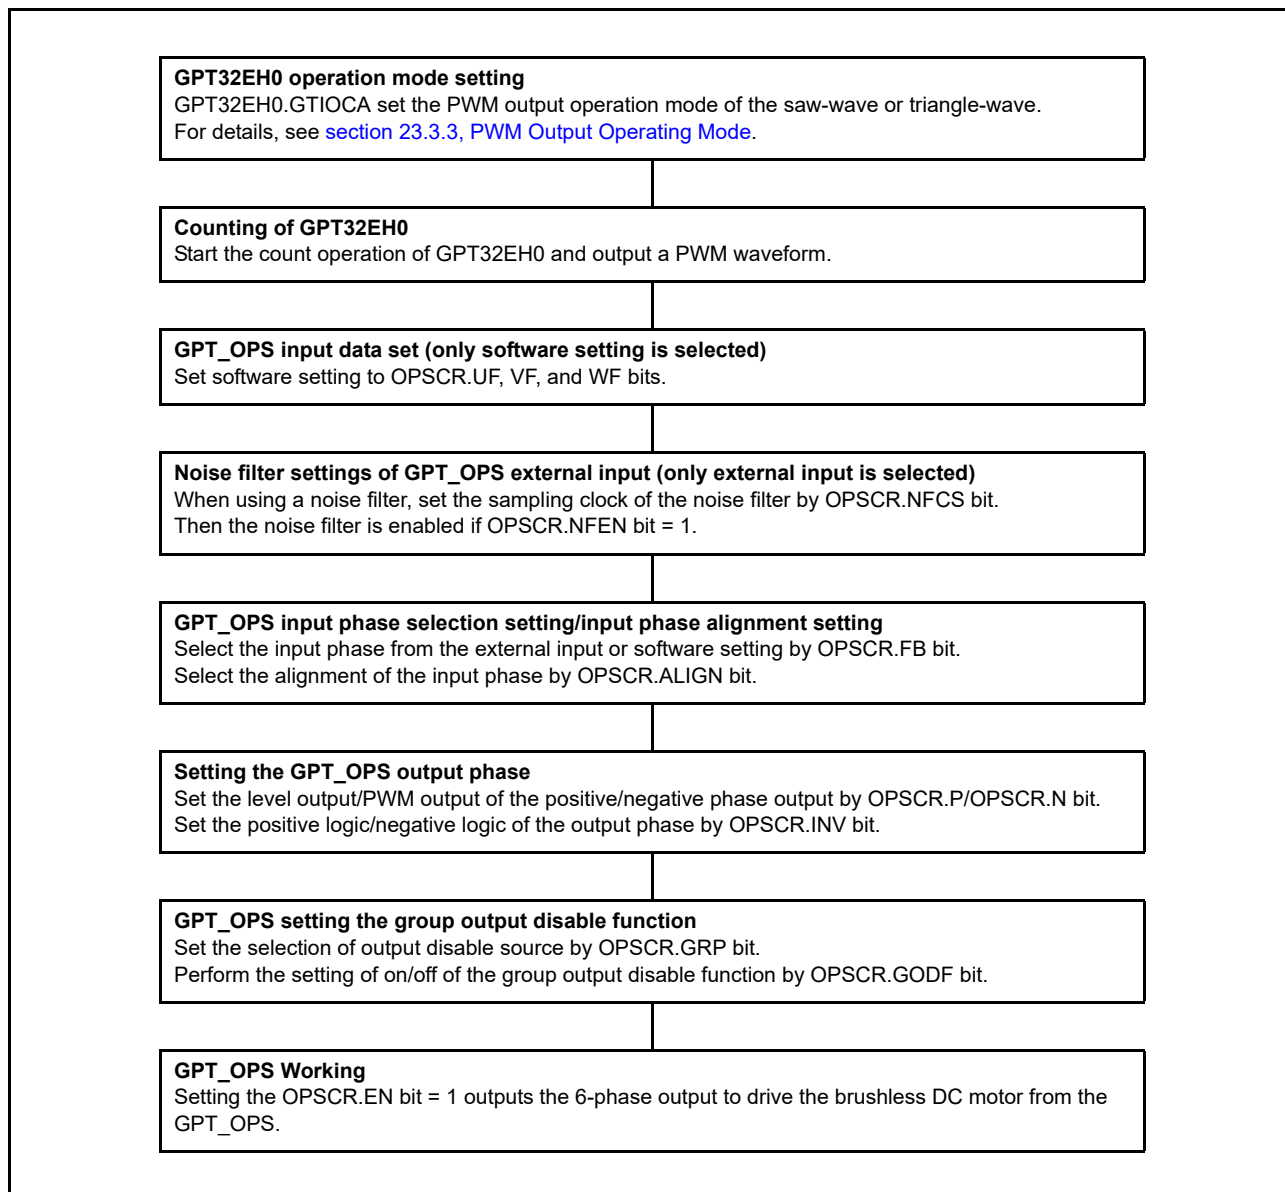 GPT32EH0 operation mode setting
GPT32EH0.GTIOCA set the PWM output operation mode of the saw-wave or triangle-wave.
For details, see section 23.3.3, PWM Output Operating Mode.
Counting of GPT32EH0
Start the count operation of GPT32EH0 and output a PWM waveform.
GPT_OPS input data set (only software setting is selected)
Set software setting to OPSCR.UF, VF, and WF bits.
Noise filter settings of GPT_OPS external input (only external input is selected)
When using a noise filter, set the sampling clock of the noise filter by OPSCR.NFCS bit.
Then the noise filter is enabled if OPSCR.NFEN bit = 1.
GPT_OPS input phase selection setting/input phase alignment setting
Select the input phase from the external input or software setting by OPSCR.FB bit.
Select the alignment of the input phase by OPSCR.ALIGN bit.
Setting the GPT_OPS output phase
Set the level output/PWM output of the positive/negative phase output by OPSCR.P/OPSCR.N bit.
Set the positive logic/negative logic of the output phase by OPSCR.INV bit.
GPT_OPS setting the group output disable function
Set the selection of output disable source by OPSCR.GRP bit.
Perform the setting of on/off of the group output disable function by OPSCR.GODF bit.
GPT_OPS Working
Setting the OPSCR.EN bit = 1 outputs the 6-phase output to drive the brushless DC motor from the
GPT_OPS.